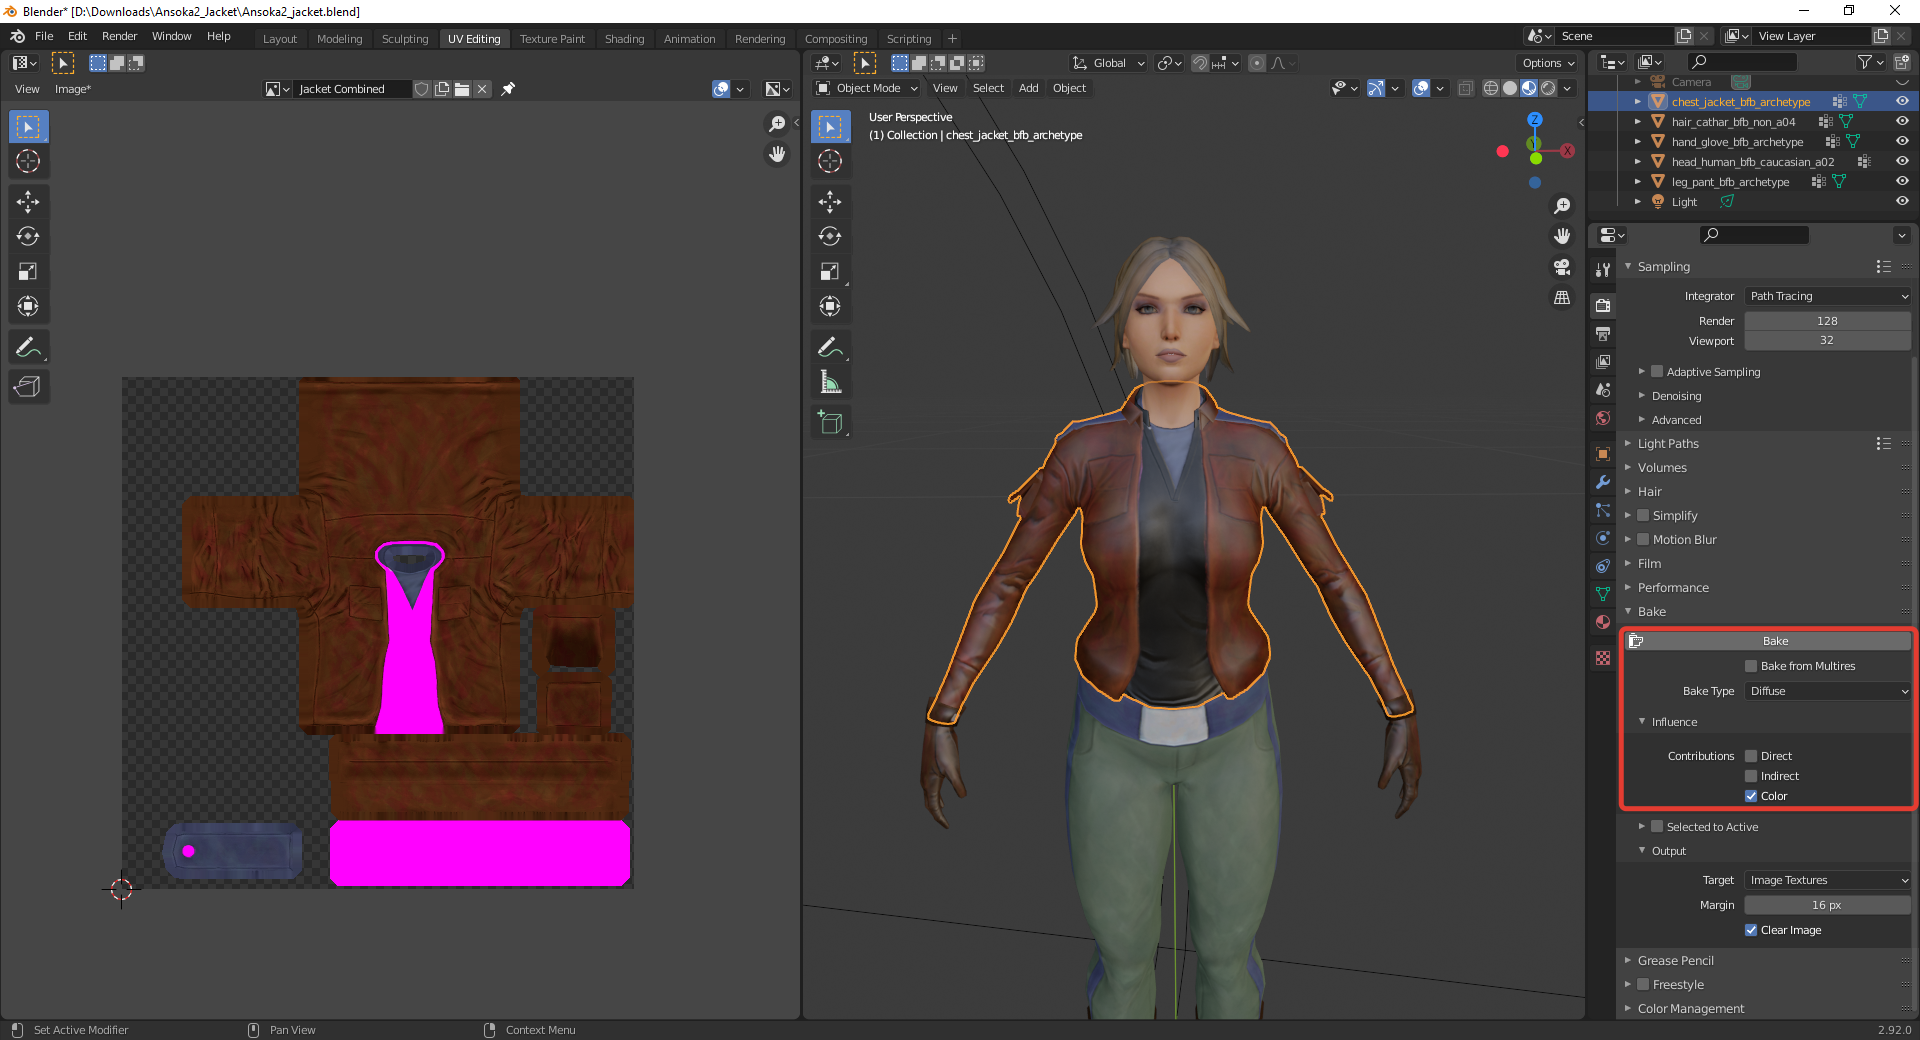 Blender* [D:\Downloads\Ansoka2_Jacket\Ansoka2_jacket.blend]
File Edit Render Window Help
Layout Modeling Sculpting UV Editing Texture Paint Shading Animation Rendering Compositing Scripting +
Scene
View Layer
View Image*
Jacket Combined
Global
Options
Object Mode View Select Add Object
User Perspective
(1) Collection | chest_jacket_bfb_archetype
Z
X
Camera
chest_jacket_bfb_archetype
hair_cathar_bfb_non_a04
hand_glove_bfb_archetype
head_human_bfb_caucasian_a02
leg_pant_bfb_archetype
Light
Sampling
Integrator Path Tracing
Render 128
Viewport 32
Adaptive Sampling
Denoising
Advanced
Light Paths
Volumes
Hair
Simplify
Motion Blur
Film
Performance
Bake
Bake
Bake from Multires
Bake Type Diffuse
Influence
Contributions Direct
Indirect
Color
Selected to Active
Output
Target Image Textures
Margin 16 px
Clear Image
Grease Pencil
Freestyle
Color Management
Set Active Modifier
Pan View
Context Menu
2.92.0